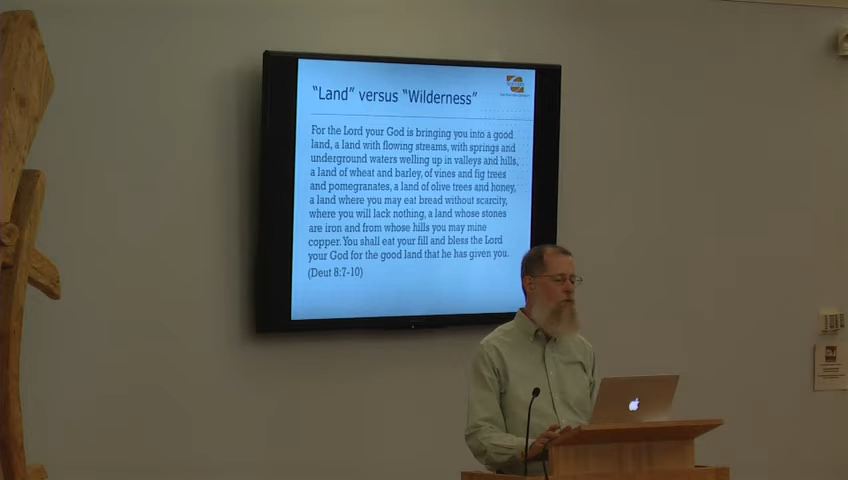 "Land" versus "Wilderness"
For the Lord your God is bringing you into a good
land, a land with flowing streams, with springs and
underground waters welling up in valleys and hills,
a land of wheat and barley, of vines and fig trees
and pomegranates, a land of olive trees and honey,
a land where you may eat bread without scarcity,
where you will lack nothing, a land whose stones
are iron and from whose hills you may mine
copper. You shall eat your fill and bless the Lord
your God for the good land that he has given you.
(Deut 8:7-10)